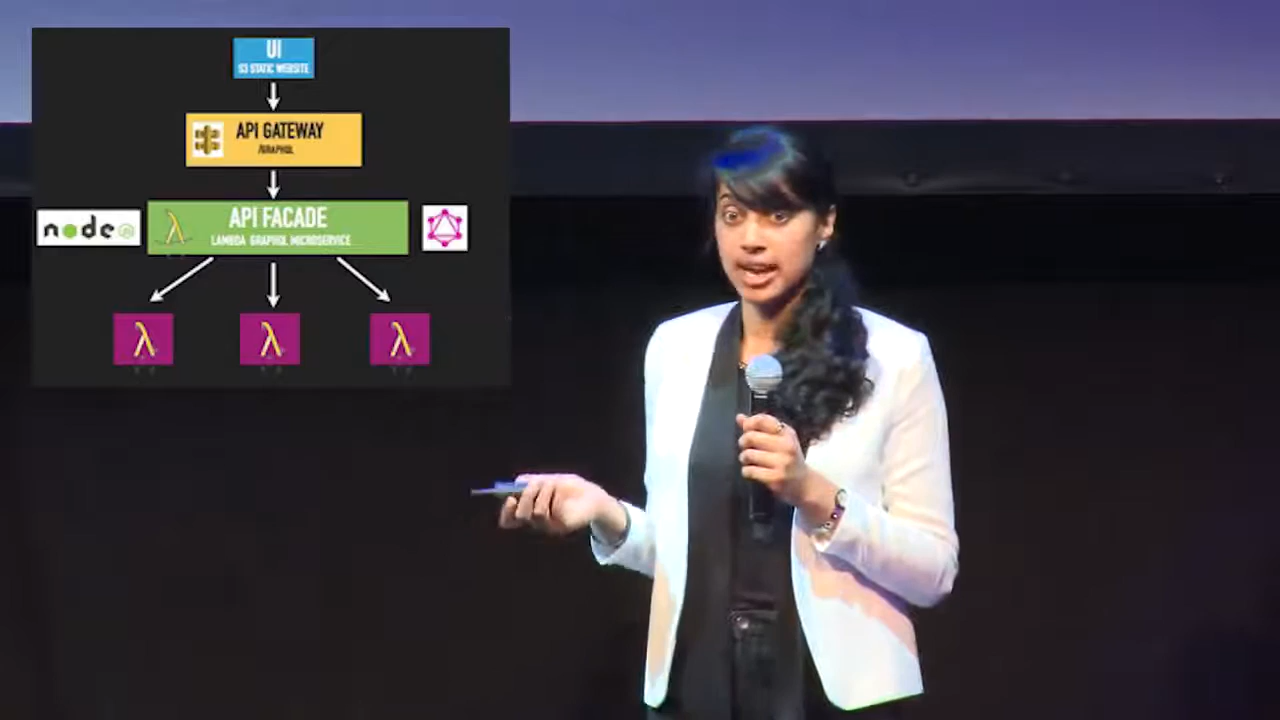 UI
S3 STATIC WEBSITE
API GATEWAY
/GRAPHQL
node
API FACADE
LAMBDA GRAPHQL MICROSERVICE